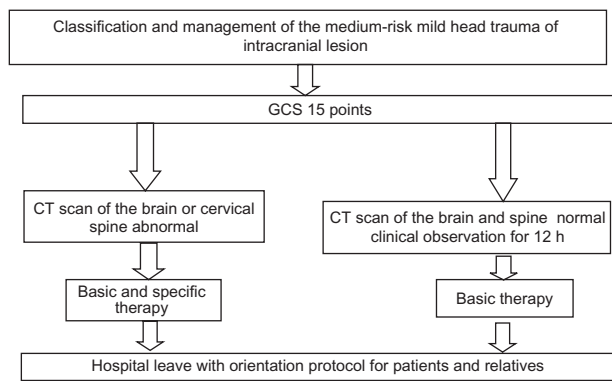 Classification and management of the medium-risk mild head trauma of
intracranial lesion
GCS 15 points
CT scan of the brain or cervical
spine abnormal
CT scan of the brain and spine normal
clinical observation for 12 h
Basic and specific
therapy
Basic therapy
Hospital leave with orientation protocol for patients and relatives